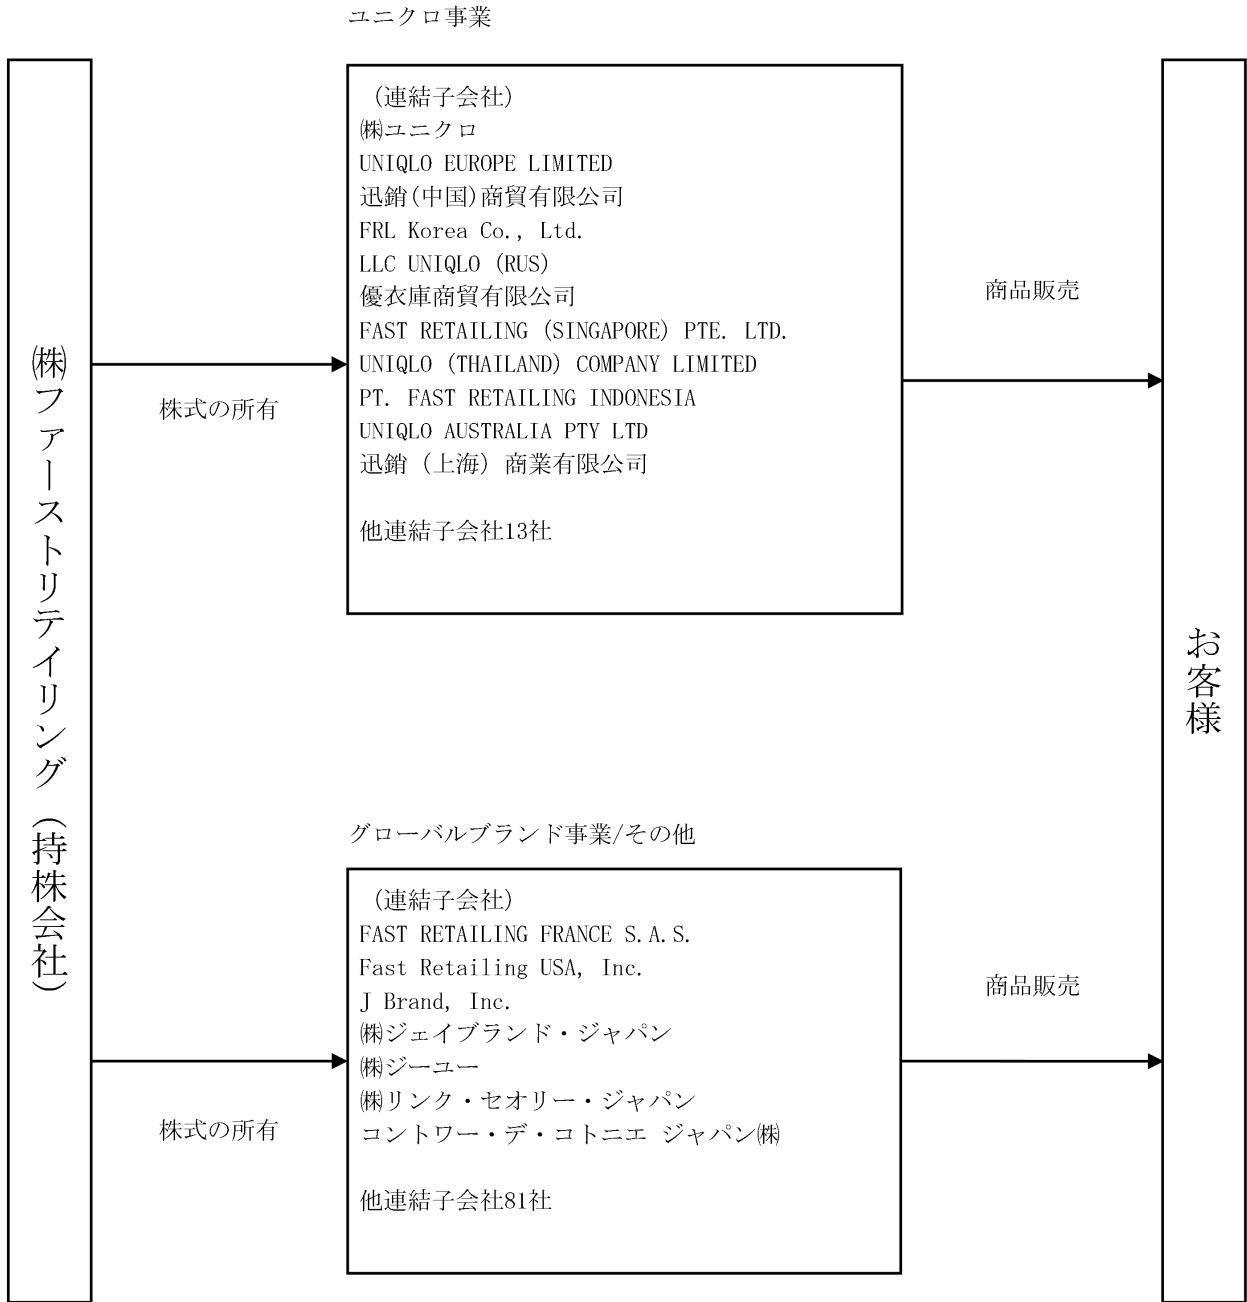 ユニクロ事業
㈱ファーストリテイリング（持株会社）
株式の所有
（連結子会社）
㈱ユニクロ
UNIQLO EUROPE LIMITED
迅銷(中国)商貿有限公司
FRL Korea Co., Ltd.
LLC UNIQLO (RUS)
優衣庫商貿有限公司
FAST RETAILING (SINGAPORE) PTE. LTD.
UNIQLO (THAILAND) COMPANY LIMITED
PT. FAST RETAILING INDONESIA
UNIQLO AUSTRALIA PTY LTD
迅銷（上海）商業有限公司
他連結子会社13社
商品販売
お客様
グローバルブランド事業/その他
株式の所有
（連結子会社）
FAST RETAILING FRANCE S.A.S.
Fast Retailing USA, Inc.
J Brand, Inc.
㈱ジェイブランド・ジャパン
㈱ジーユー
㈱リンク・セオリー・ジャパン
コントワー・デ・コトニエ ジャパン㈱
他連結子会社81社
商品販売